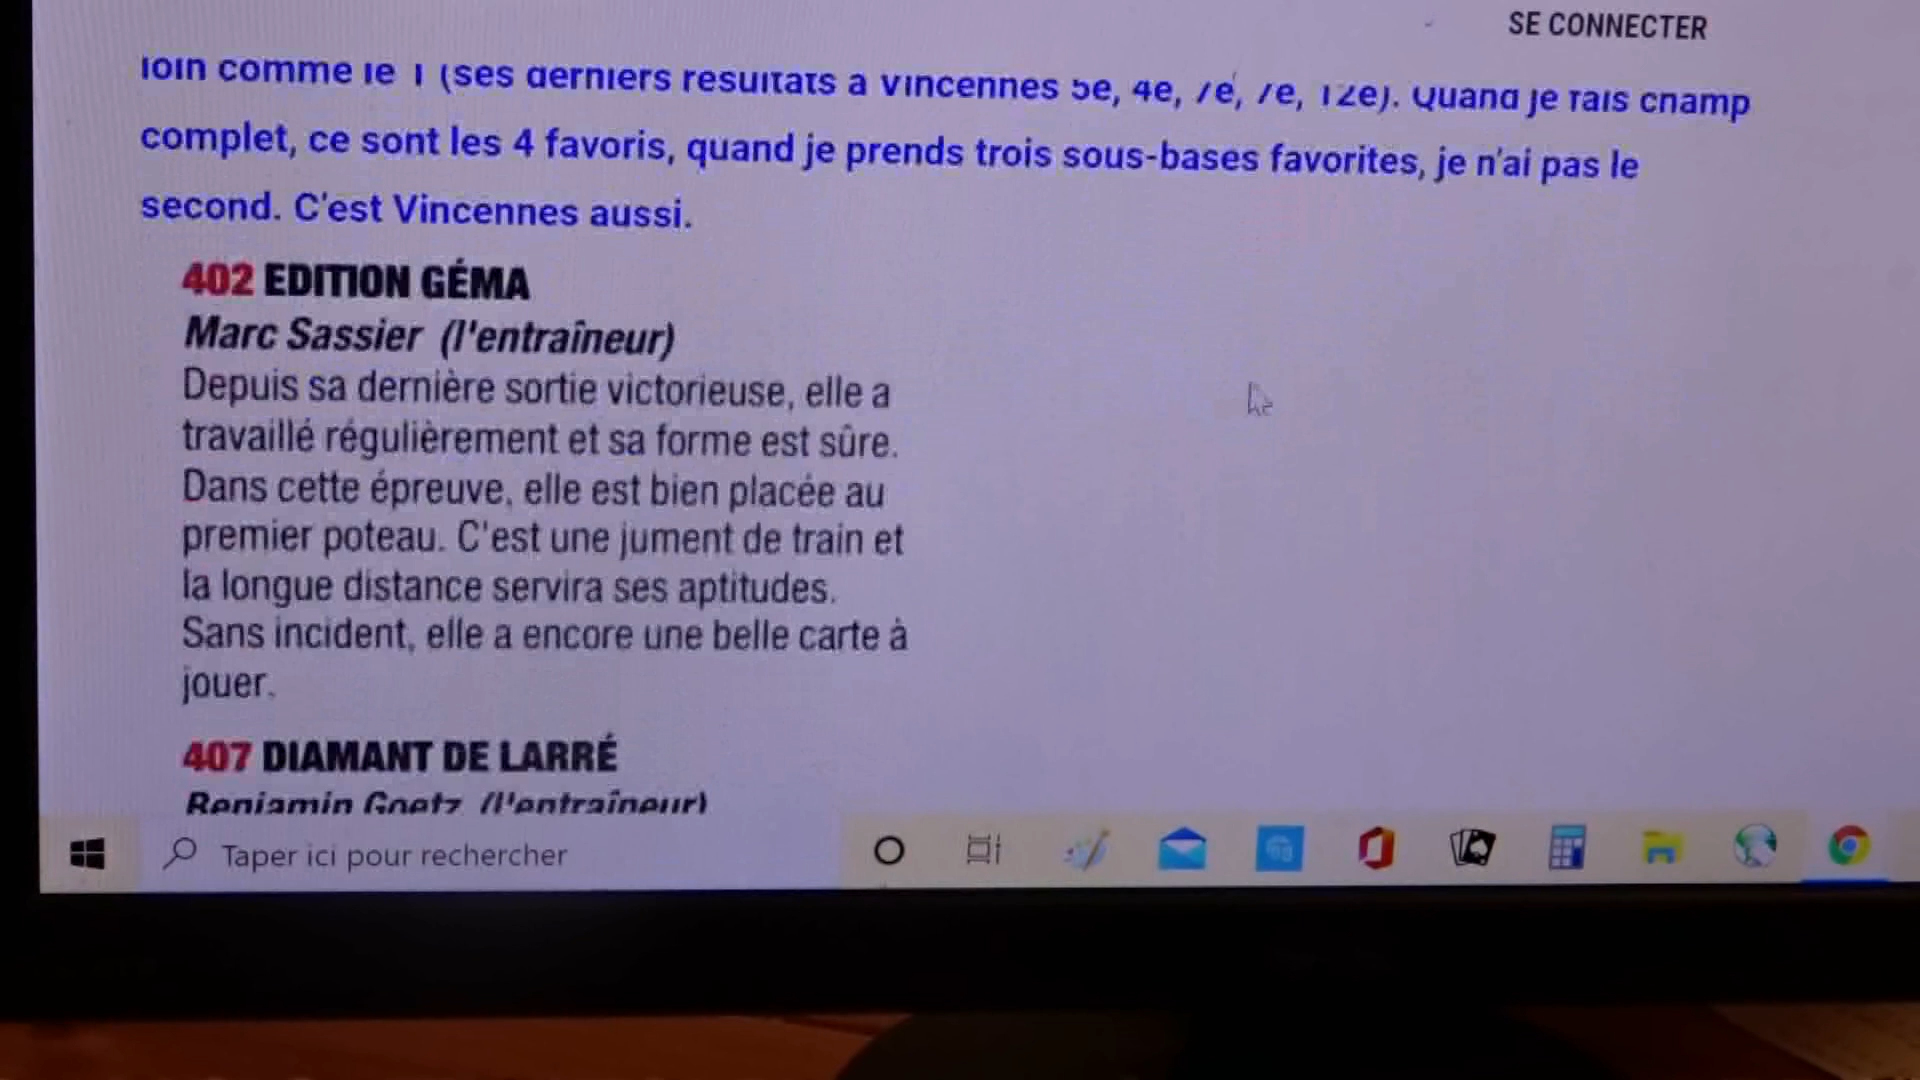 SE CONNECTER
loin comme le 1 (ses derniers résultats à Vincennes 5e, 4e, 7e, 7e, 12e). Quand je fais champ
complet, ce sont les 4 favoris, quand je prends trois sous-bases favorites, je n'ai pas le
second. C'est Vincennes aussi.
402 EDITION GÉMA
Marc Sassier (l'entraîneur)
Depuis sa dernière sortie victorieuse, elle a
travaillé régulièrement et sa forme est sûre.
Dans cette épreuve, elle est bien placée au
premier poteau. C'est une jument de train et
la longue distance servira ses aptitudes.
Sans incident, elle a encore une belle carte à
jouer.
407 DIAMANT DE LARRÉ
Benjamin Goetz (l'entraîneur)
Taper ici pour rechercher